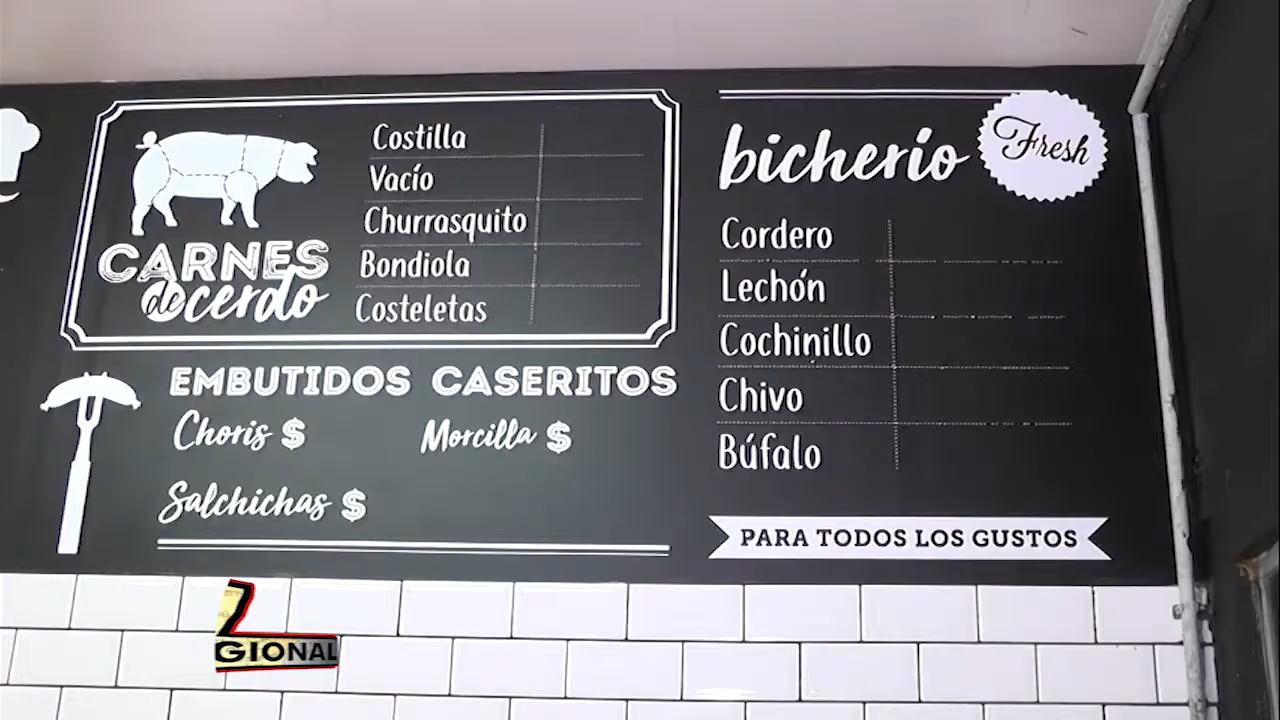 CARNES
de cerdo
Costilla
Vacío
Churrasquito
Bondiola
Costeletas
EMBUTIDOS CASERITOS
Choris $
Morcilla $
Salchichas $
bicherío
Fresh
Cordero
Lechón
Cochinillo
Chivo
Búfalo
PARA TODOS LOS GUSTOS
GIONAL